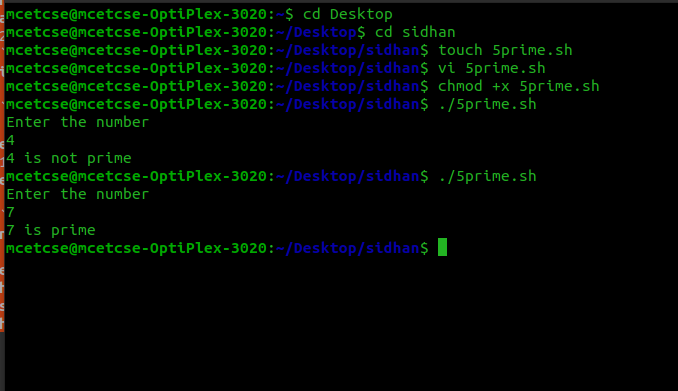 mcetcse@mcetcse-OptiPlex-3020:~$ cd Desktop
mcetcse@mcetcse-OptiPlex-3020:~/Desktop$ cd sidhan
mcetcse@mcetcse-OptiPlex-3020:~/Desktop/sidhan$ touch 5prime.sh
mcetcse@mcetcse-OptiPlex-3020:~/Desktop/sidhan$ vi 5prime.sh
mcetcse@mcetcse-OptiPlex-3020:~/Desktop/sidhan$ chmod +x 5prime.sh
mcetcse@mcetcse-OptiPlex-3020:~/Desktop/sidhan$ ./5prime.sh
Enter the number
4
4 is not prime
mcetcse@mcetcse-OptiPlex-3020:~/Desktop/sidhan$ ./5prime.sh
Enter the number
7
7 is prime
mcetcse@mcetcse-OptiPlex-3020:~/Desktop/sidhan$